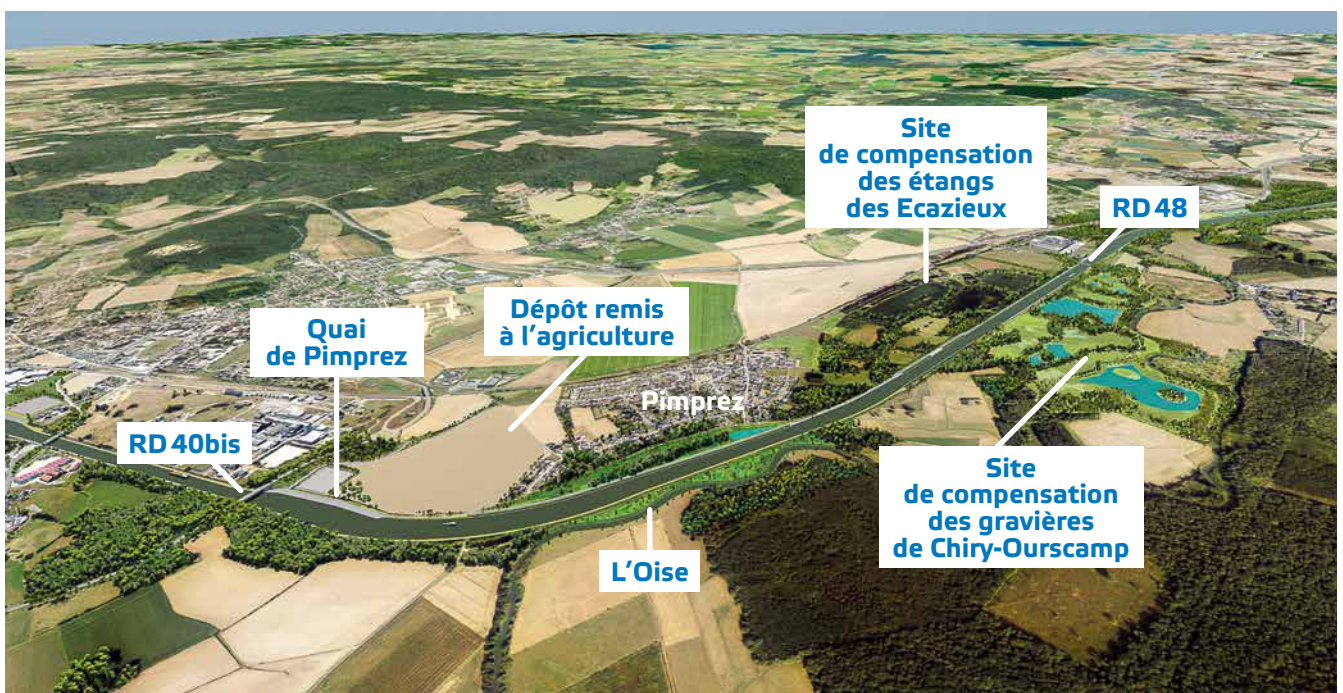 Site
de compensation
des étangs
des Ecazieux
RD 48
Dépôt remis
à l'agriculture
Quai
de Pimprez
Pimprez
RD 40bis
Site
de compensation
des gravières
de Chiry-Ourscamp
L'Oise